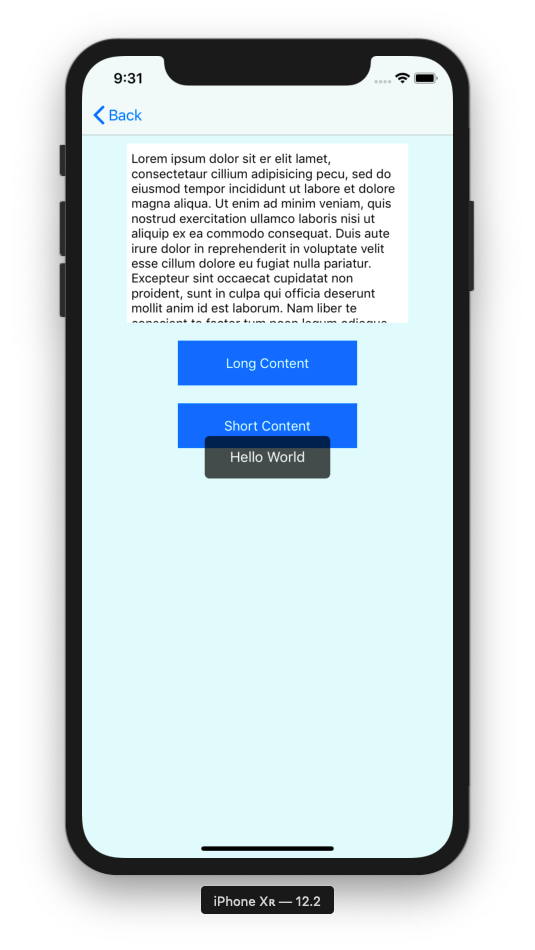 9:31
Back
Lorem ipsum dolor sit er elit lamet,
consectetaur cillium adipisicing pecu, sed do
eiusmod tempor incididunt ut labore et dolore
magna aliqua. Ut enim ad minim veniam, quis
nostrud exercitation ullamco laboris nisi ut
aliquip ex ea commodo consequat. Duis aute
irure dolor in reprehenderit in voluptate velit
esse cillum dolore eu fugiat nulla pariatur.
Excepteur sint occaecat cupidatat non
proident, sunt in culpa qui officia deserunt
mollit anim id est laborum. Nam liber te
Long Content
Short Content
Hello World
iPhone Xʀ — 12.2